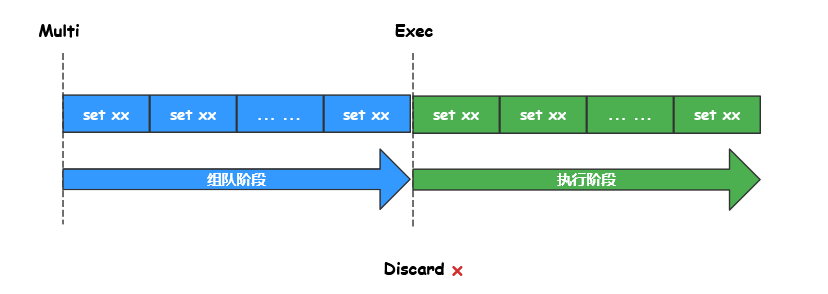 Multi Exec
set xx set xx ... ... set xx set xx set xx ... ... set xx
组队阶段 执行阶段
Discard ×